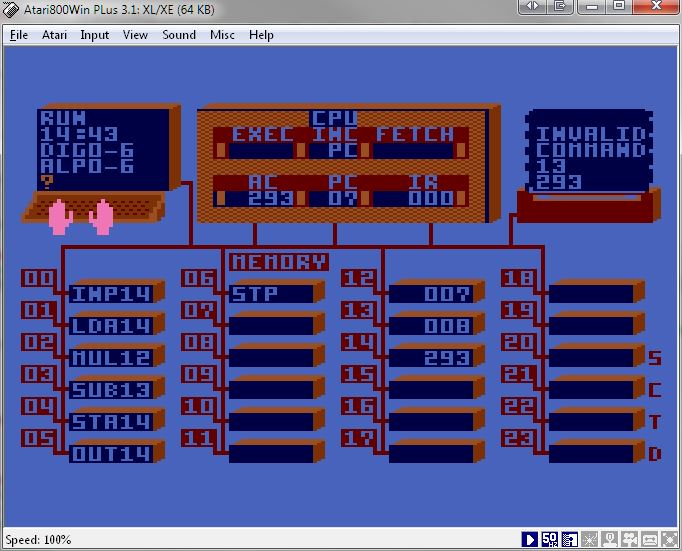 Atari800Win PLus 3.1: XL/XE (64 KB)
File Atari Input View Sound Misc Help
RUN
14:43
DIGO-6
ALPO-6
?
CPU
EXEC INC FETCH
PC
AC PC IR
293 07 000
INVALID
COMMAND
13
293
MEMORY
00 INP14
01 LDA14
02 MUL12
03 SUB13
04 STA14
05 OUT14
06 STP
07
08
09
10
11
12 007
13 008
14 293
15
16
17
18
19
20
21
22
23
S
C
T
D
Speed: 100%
50